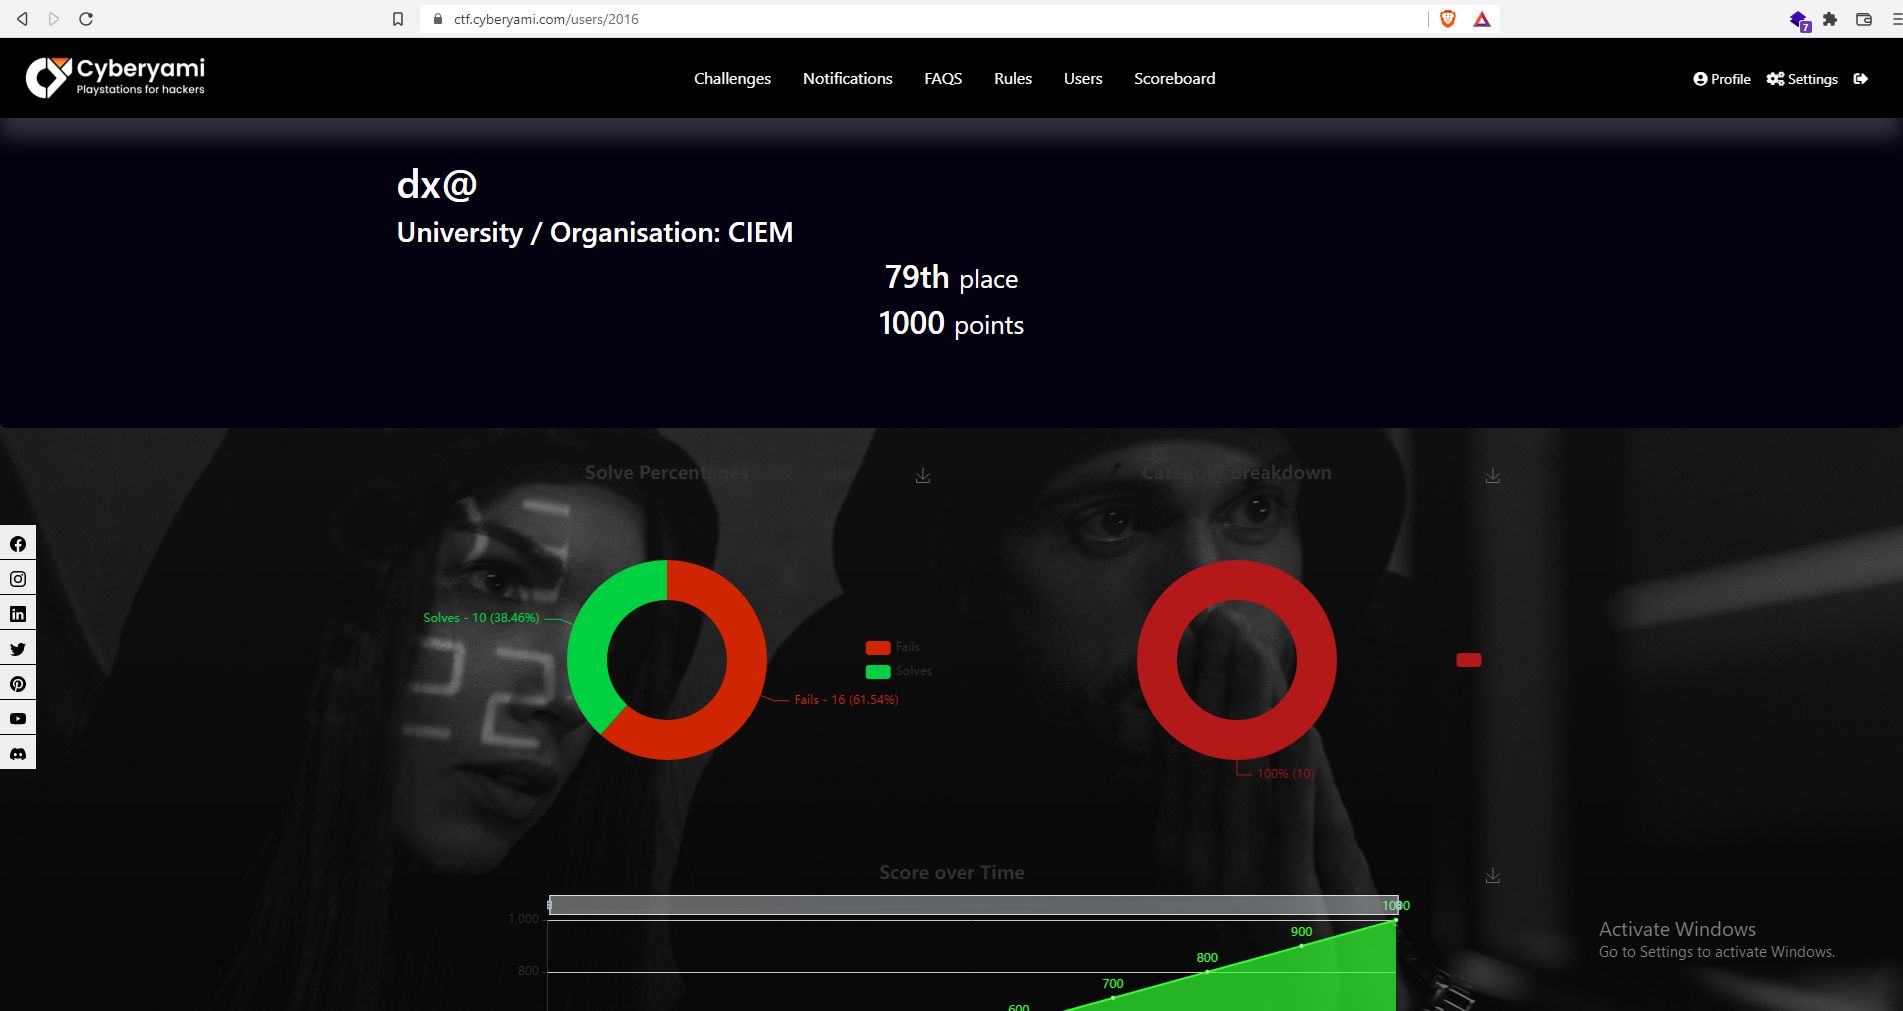 ctf.cyberyami.com/users/2016
7
Cyberyami
Playstations for hackers
Challenges Notifications FAQS Rules Users Scoreboard
Profile Settings
dx@
University / Organisation: CIEM
79th place
1000 points
Solve Percentages
Category Breakdown
Solves - 10 (38.46%)
Fails
Solves
Fails - 16 (61.54%)
100% (10)
Score over Time
1000
1,000
900
800
800
700
600
Activate Windows
Go to Settings to activate Windows.